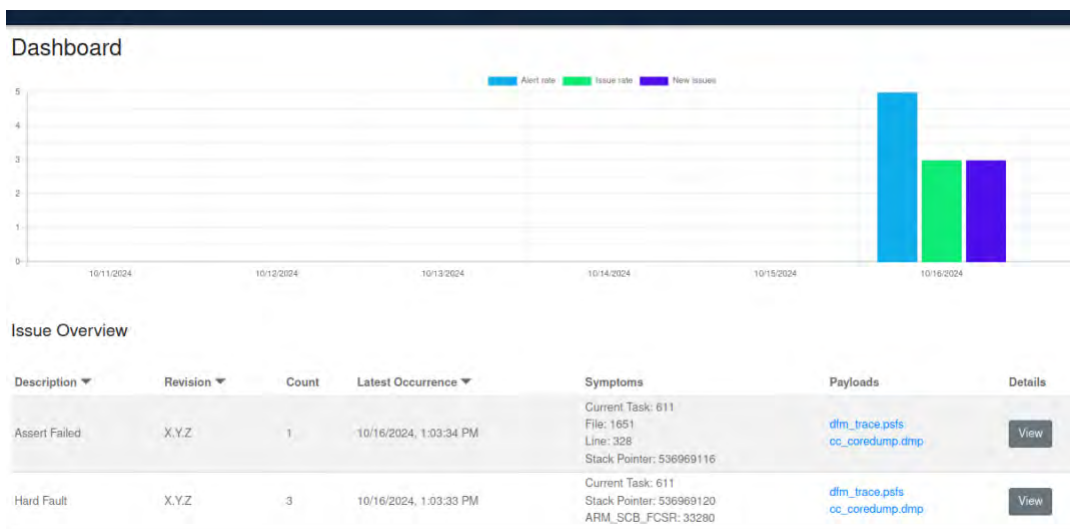 Dashboard
Alert rate Issue rate New Issues
5
4
3
2
1
0
10/11/2024 10/12/2024 10/13/2024 10/14/2024 10/15/2024 10/16/2024
Issue Overview
Description Revision Count Latest Occurrence Symptoms Payloads Details
Assert Failed X.Y.Z 1 10/16/2024, 1:03:34 PM
Current Task: 611
File: 1651
Line: 328
Stack Pointer: 536969116
dfm_trace.psfs
cc_coredump.dmp
View
Hard Fault X.Y.Z 3 10/16/2024, 1:03:33 PM
Current Task: 611
Stack Pointer: 536969120
ARM_SCB_FCSR: 33280
dfm_trace.psfs
cc_coredump.dmp
View